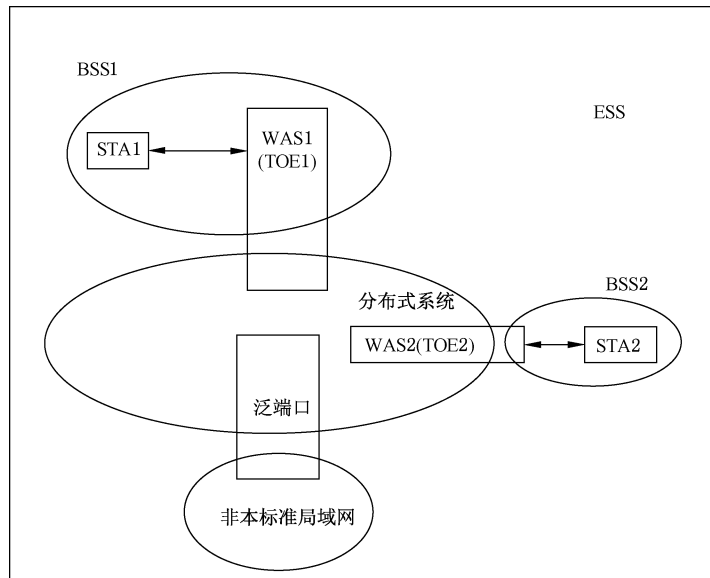 BSS1
ESS
WAS1
(TOE1)
STA1
BSS2
分布式系统
WAS2(TOE2)
STA2
泛端口
非本标准局域网